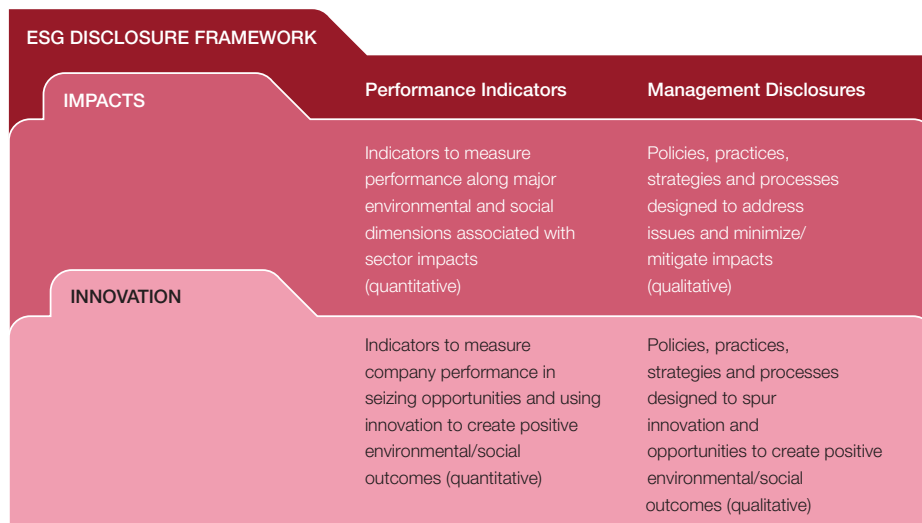 ESG DISCLOSURE FRAMEWORK
IMPACTS
Performance Indicators
Management Disclosures
Indicators to measure
performance along major
environmental and social
dimensions associated with
sector impacts
(quantitative)
Policies, practices,
strategies and processes
designed to address
issues and minimize/
mitigate impacts
(qualitative)
INNOVATION
Indicators to measure
company performance in
seizing opportunities and using
innovation to create positive
environmental/social
outcomes (quantitative)
Policies, practices,
strategies and processes
designed to spur
innovation and
opportunities to create positive
environmental/social
outcomes (qualitative)